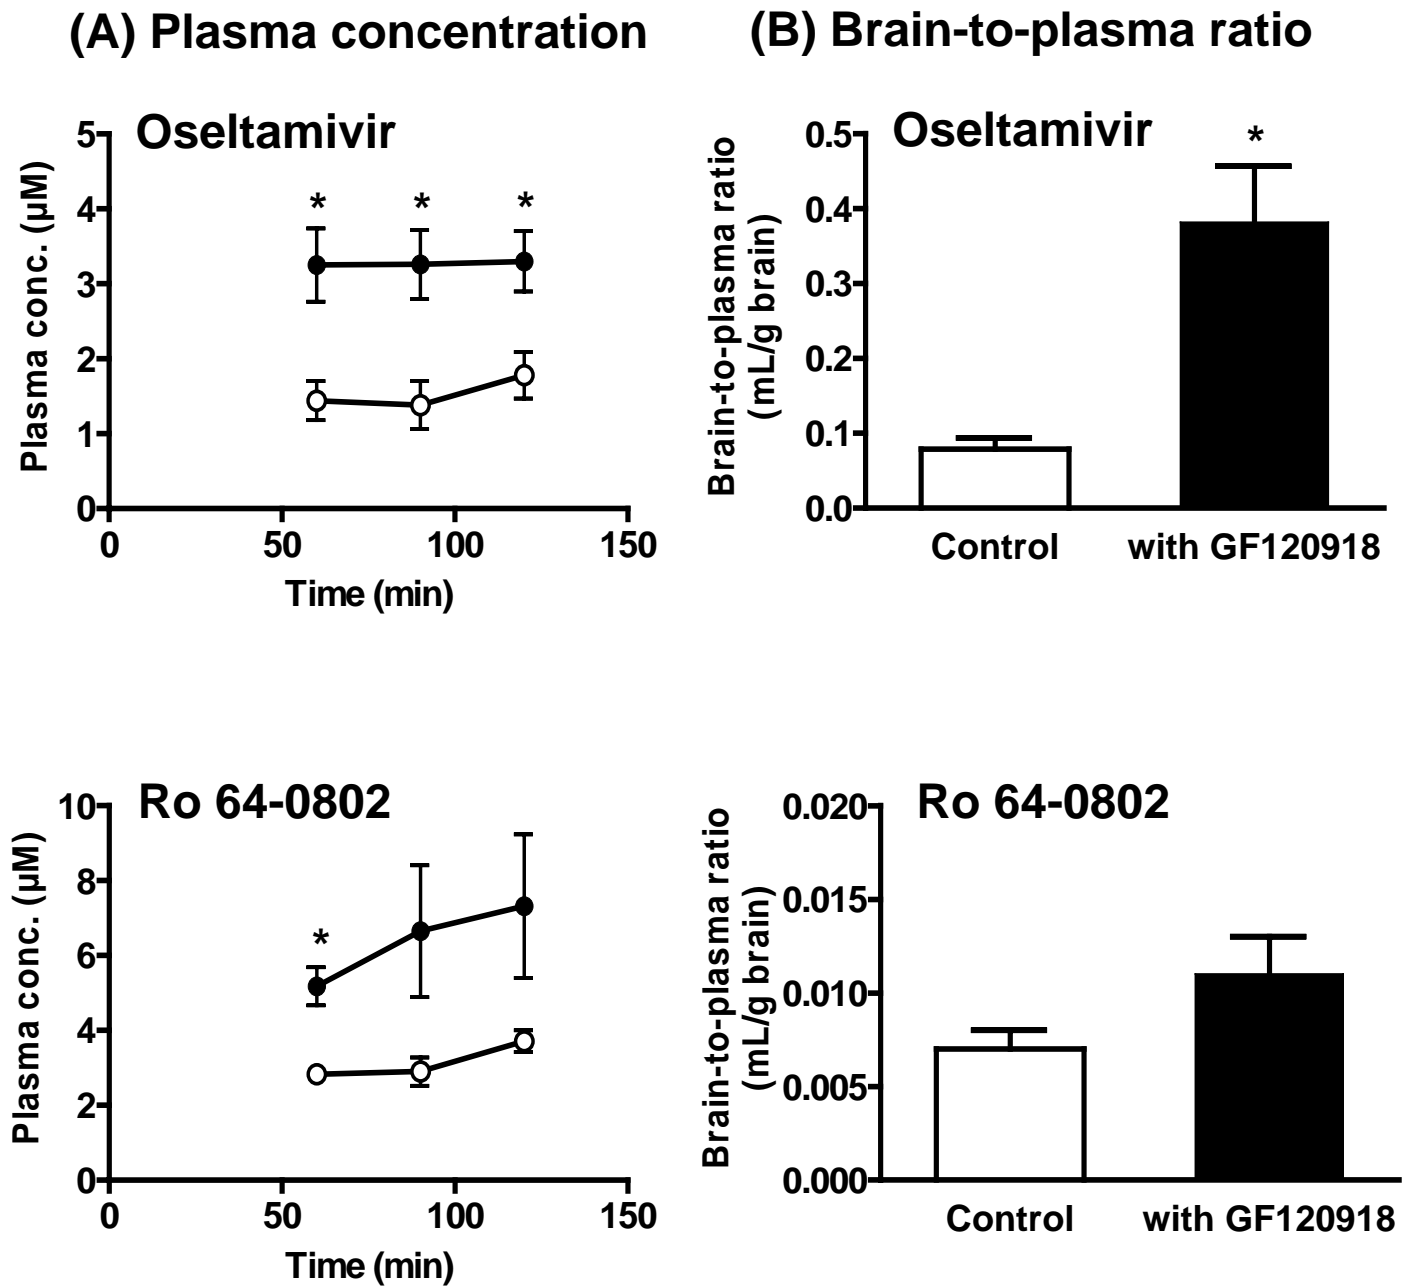 (A) Plasma concentration
(B) Brain-to-plasma ratio
Oseltamivir
Plasma conc. (µM)
5
4
3
2
1
0
* * *
0 50 100 150
Time (min)
Oseltamivir
Brain-to-plasma ratio
(mL/g brain)
0.5
0.4
0.3
0.2
0.1
0.0
*
Control with GF120918
Ro 64-0802
Plasma conc. (µM)
10
8
6
4
2
0
*
0 50 100 150
Time (min)
Ro 64-0802
Brain-to-plasma ratio
(mL/g brain)
0.020
0.015
0.010
0.005
0.000
Control with GF120918